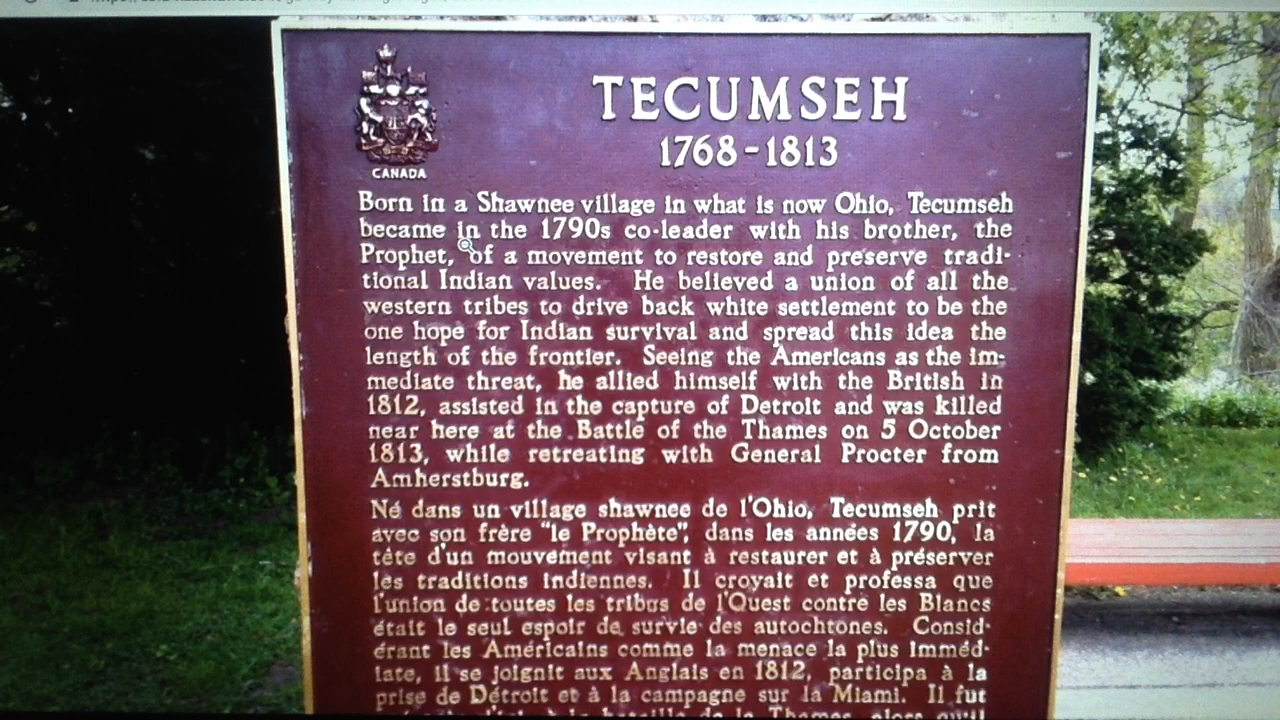 CANADA
TECUMSEH
1768-1813
Born in a Shawnee village in what is now Ohio, Tecumseh
became in the 1790s co-leader with his brother, the
Prophet, of a movement to restore and preserve tradi-
tional Indian values. He believed a union of all the
western tribes to drive back white settlement to be the
one hope for Indian survival and spread this idea the
length of the frontier. Seeing the Americans as the im-
mediate threat, he allied himself with the British in
1812, assisted in the capture of Detroit and was killed
near here at the Battle of the Thames on 5 October
1813, while retreating with General Procter from
Amherstburg.
Né dans un village shawnee de l'Ohio, Tecumseh prit
avec son frère "le Prophète", dans les années 1790, la
tête d'un mouvement visant à restaurer et à préserver
les traditions indiennes. Il croyait et professa que
l'union de toutes les tribus de l'Ouest contre les Blancs
était le seul espoir de survie des autochtones. Consid-
érant les Américains comme la menace la plus imméd-
iate, il se joignit aux Anglais en 1812, participa à la
prise de Détroit et à la campagne sur la Miami. Il fut